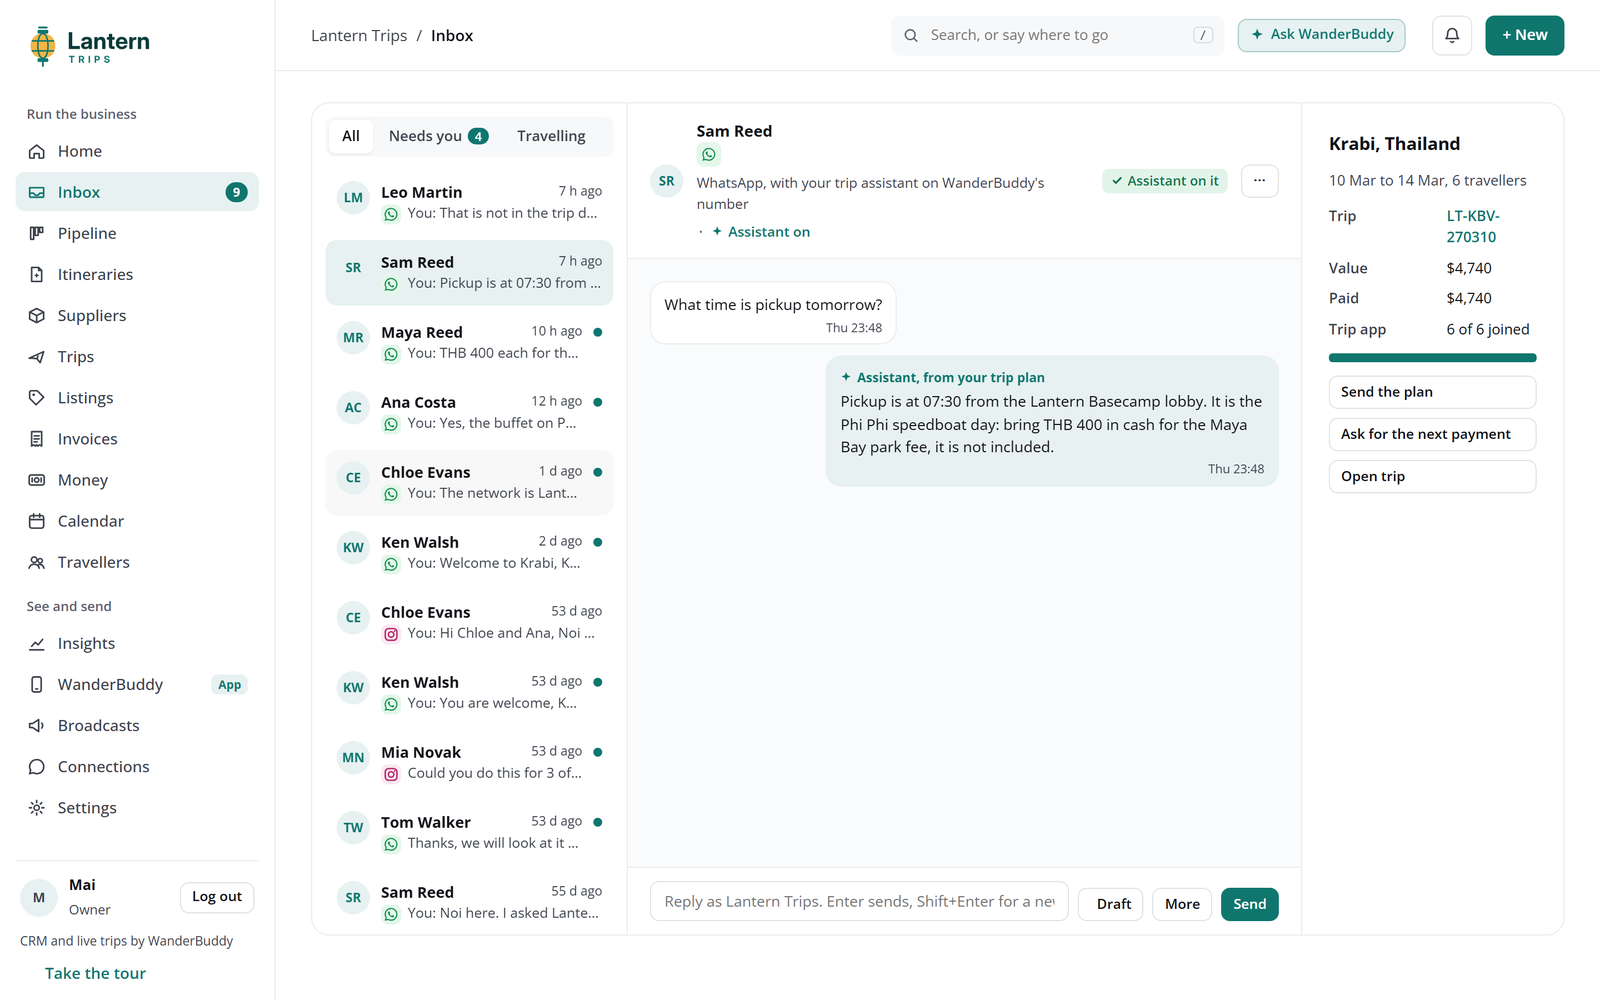 Lantern
TRIPS
Run the business
Home
Inbox 9
Pipeline
Itineraries
Suppliers
Trips
Listings
Invoices
Money
Calendar
Travellers
See and send
Insights
WanderBuddy App
Broadcasts
Connections
Settings
M Mai
Owner
Log out
CRM and live trips by WanderBuddy
Take the tour
Lantern Trips / Inbox
Search, or say where to go /
Ask WanderBuddy
+ New
All Needs you 4 Travelling
LM Leo Martin 7 h ago
You: That is not in the trip d...
SR Sam Reed 7 h ago
You: Pickup is at 07:30 from ...
MR Maya Reed 10 h ago
You: THB 400 each for th...
AC Ana Costa 12 h ago
You: Yes, the buffet on P...
CE Chloe Evans 1 d ago
You: The network is Lant...
KW Ken Walsh 2 d ago
You: Welcome to Krabi, K...
CE Chloe Evans 53 d ago
You: Hi Chloe and Ana, Noi ...
KW Ken Walsh 53 d ago
You: You are welcome, K...
MN Mia Novak 53 d ago
Could you do this for 3 of...
TW Tom Walker 53 d ago
Thanks, we will look at it ...
SR Sam Reed 55 d ago
You: Noi here. I asked Lante...
SR Sam Reed
WhatsApp, with your trip assistant on WanderBuddy's
number
· Assistant on
Assistant on it
...
What time is pickup tomorrow?
Thu 23:48
Assistant, from your trip plan
Pickup is at 07:30 from the Lantern Basecamp lobby. It is the
Phi Phi speedboat day: bring THB 400 in cash for the Maya
Bay park fee, it is not included.
Thu 23:48
Reply as Lantern Trips. Enter sends, Shift+Enter for a
Draft
More
Send
Krabi, Thailand
10 Mar to 14 Mar, 6 travellers
Trip LT-KBV-
270310
Value $4,740
Paid $4,740
Trip app 6 of 6 joined
Send the plan
Ask for the next payment
Open trip